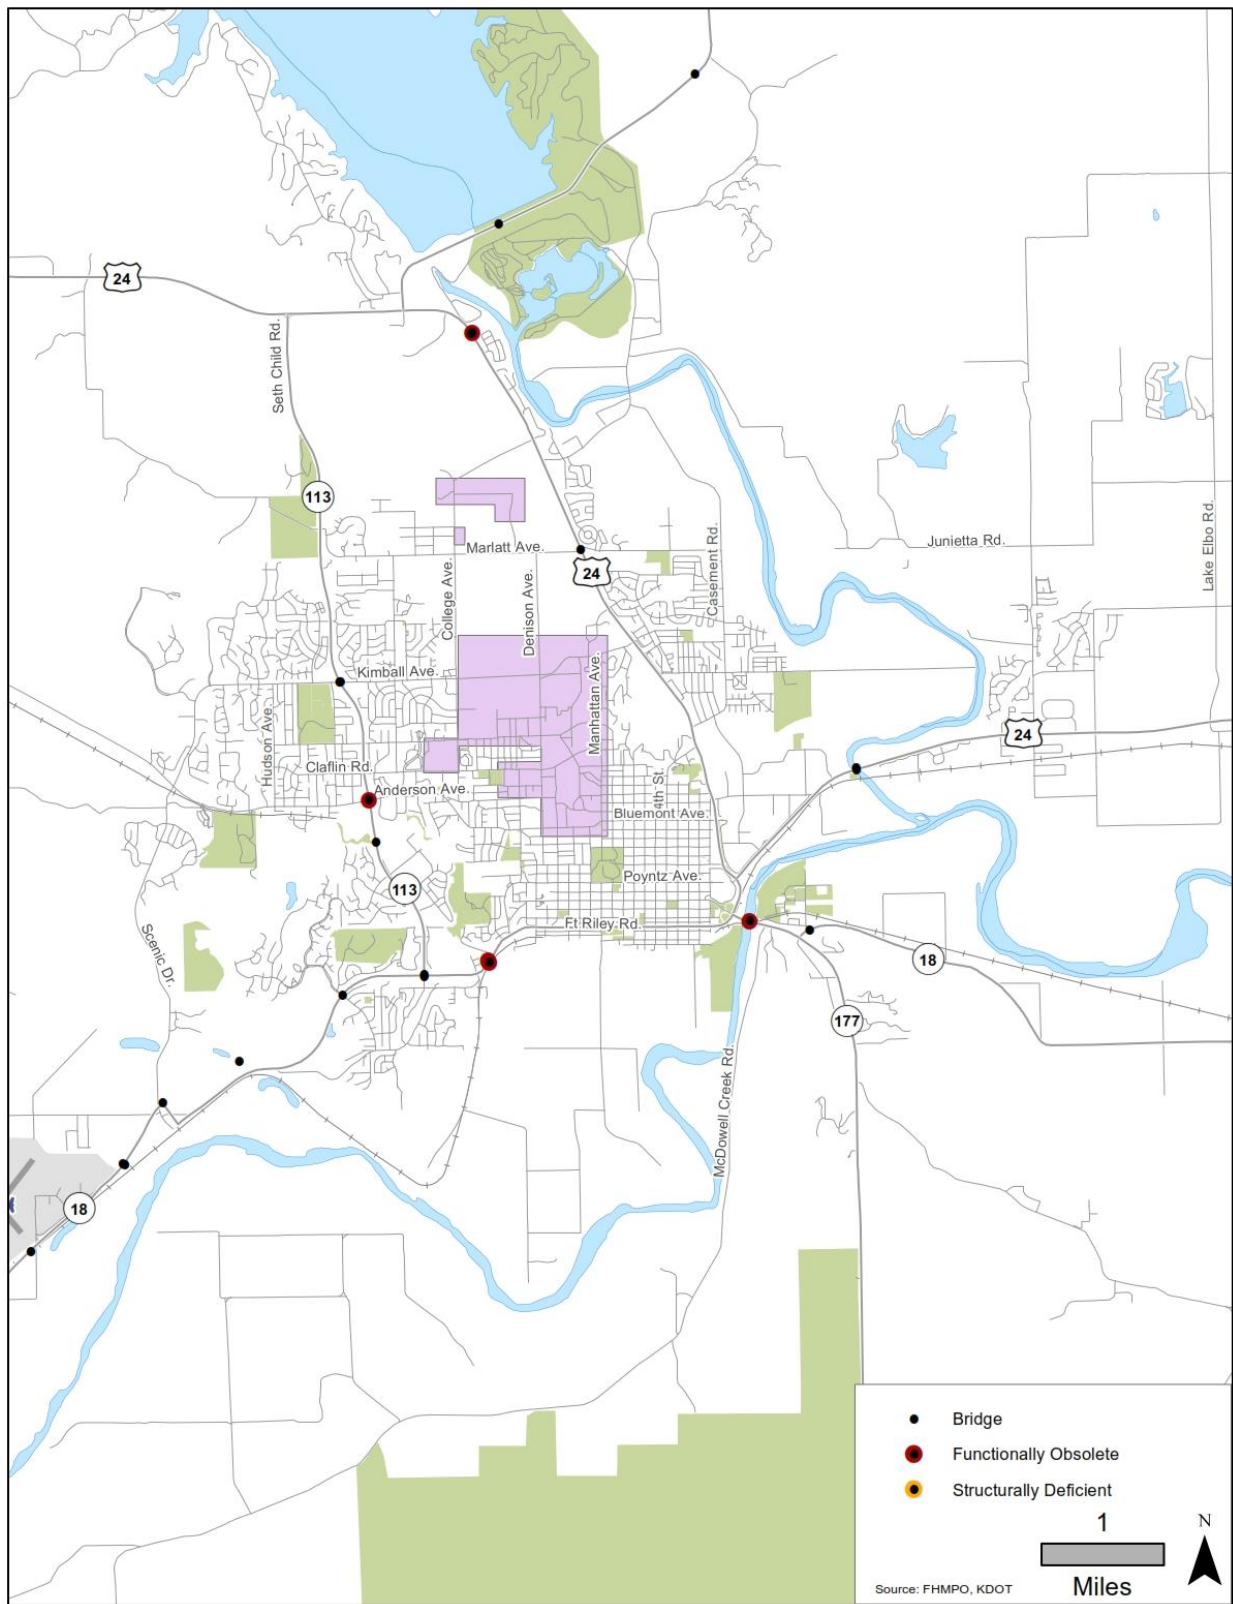 24
Seth Child Rd.
113
Marlatt Ave.
College Ave.
Denison Ave.
24
Casement Rd.
Junietta Rd.
Lake Elbo Rd.
Kimball Ave.
Hudson Ave.
Manhattan Ave.
24
Claflin Rd.
Anderson Ave.
4th St.
Bluemont Ave.
113
Poyntz Ave.
Ft Riley Rd.
Scenic Dr.
18
177
McDowell Creek Rd.
18
Bridge
Functionally Obsolete
Structurally Deficient
1
Miles
N
Source: FHMPO, KDOT